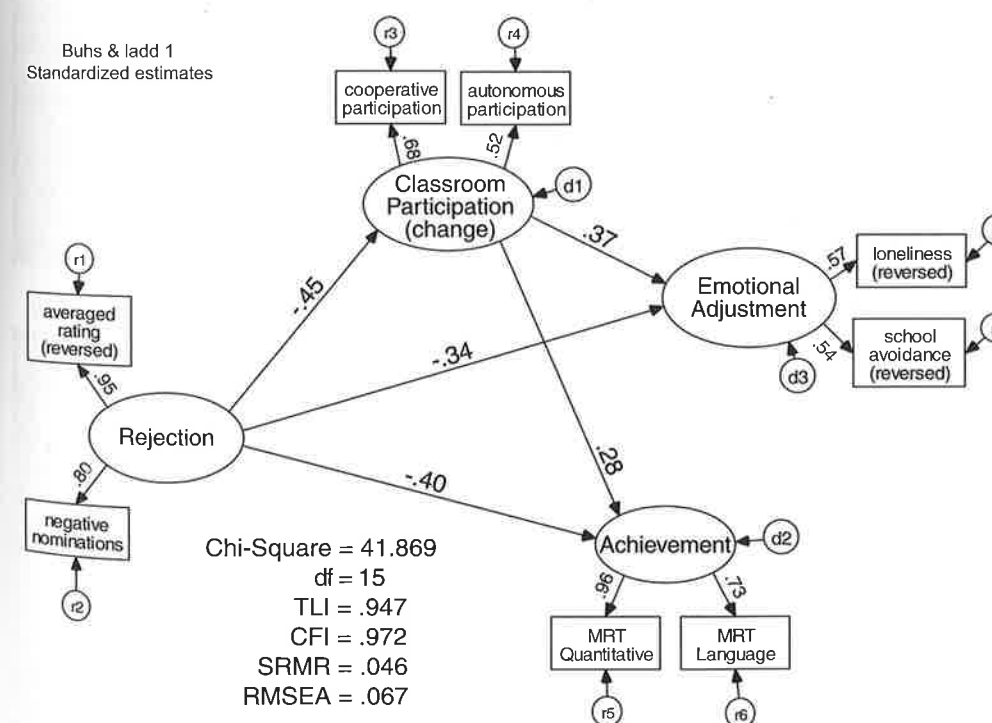 Buhs & ladd 1
Standardized estimates
r3
r4
cooperative
participation
autonomous
participation
.68
.52
Classroom
Participation
(change)
d1
.37
-.45
r1
averaged
rating
(reversed)
.95
Rejection
.80
negative
nominations
r2
-.34
-.40
.28
Emotional
Adjustment
d3
.57
loneliness
(reversed)
.54
school
avoidance
(reversed)
Achievement
d2
.96
.73
MRT
Quantitative
MRT
Language
r5
r6
Chi-Square = 41.869
df = 15
TLI = .947
CFI = .972
SRMR = .046
RMSEA = .067